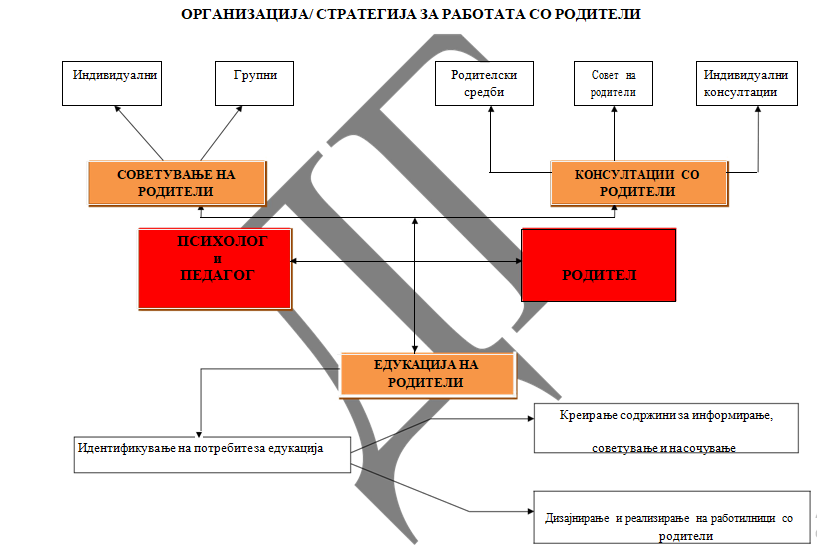 ОРГАНИЗАЦИЈА/ СТРАТЕГИЈА ЗА РАБОТАТА СО РОДИТЕЛИ
Индивидуални
Групни
Родителски
средби
Совет на
родители
Индивидуални
консултации
СОВЕТУВАЊЕ НА
РОДИТЕЛИ
КОНСУЛТАЦИИ СО
РОДИТЕЛИ
ПСИХОЛОГ
и
ПЕДАГОГ
РОДИТЕЛ
ЕДУКАЦИЈА НА
РОДИТЕЛИ
Идентификување на потребите за едукација
Креирање содржини за информирање,
советување и насочување
Дизајнирање и реализирање на работилници со
родители